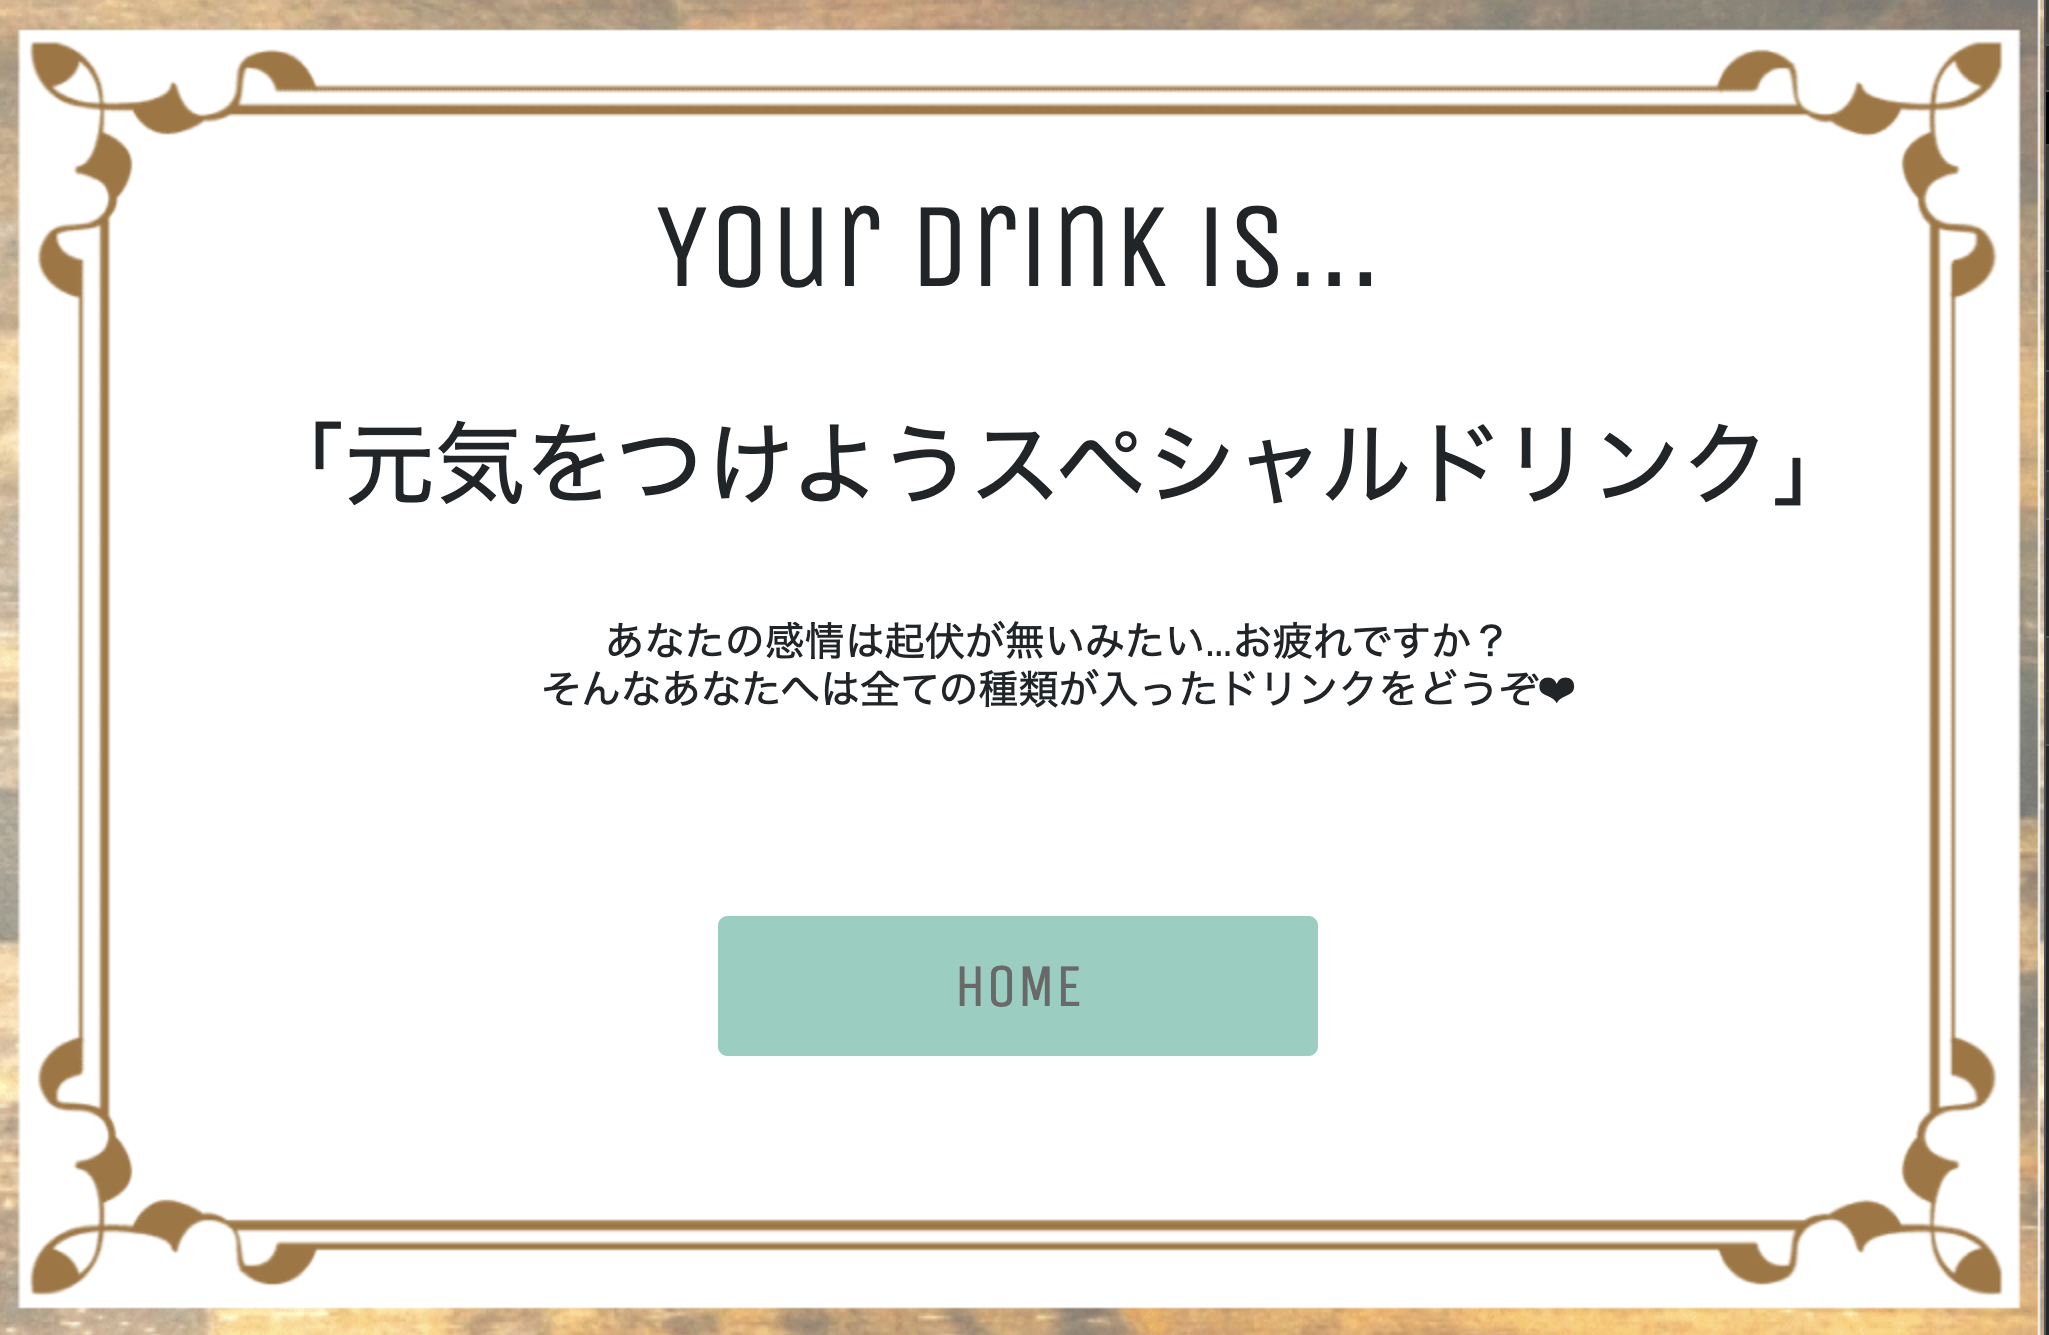 Your Drink is...
「元気をつけようスペシャルドリンク」
あなたの感情は起伏が無いみたい...お疲れですか？
そんなあなたへは全ての種類が入ったドリンクをどうぞ❤
HOME